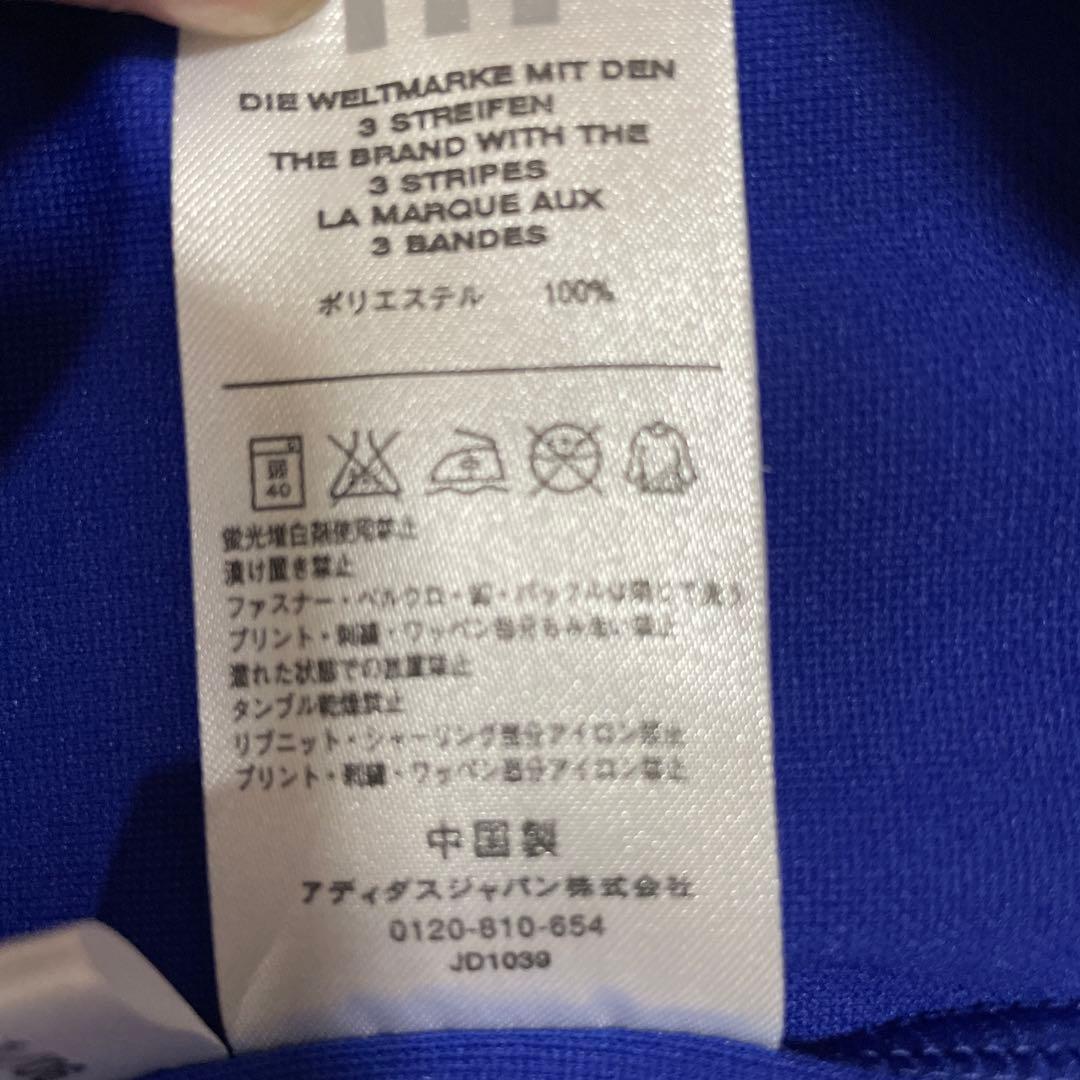 DIE WELTMARKE MIT DEN
3 STREIFEN
THE BRAND WITH THE
3 STRIPES
LA MARQUE AUX
3 BANDES
ポリエステル 100%
弱
40
蛍光増白剤使用禁止
漬け置き禁止
ファスナー・ベルクロ・釦・バックルは閉じて洗う
プリント・刺繍・ワッペン部分もみ洗い禁止
濡れた状態での放置禁止
タンブル乾燥禁止
リブニット・シャーリング部分アイロン禁止
プリント・刺繍・ワッペン部分アイロン禁止
中国製
アディダスジャパン株式会社
0120-810-654
JD1039